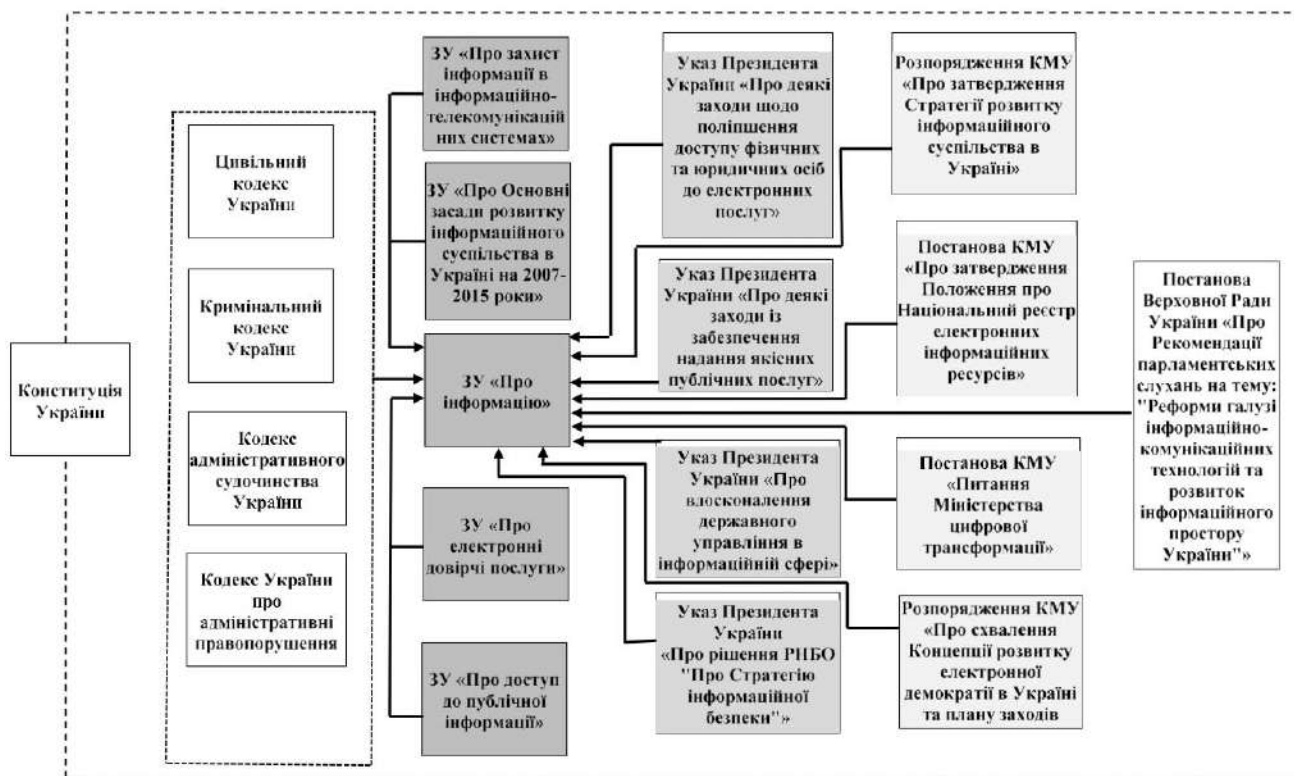 Конституція
України
Цивільний
кодекс
України
Кримінальний
кодекс
України
Кодекс
адміністративного
судочинства
України
Кодекс України
про
адміністративні
правопорушення
ЗУ «Про захист
інформації в
інформаційно-
телекомунікацій
них системах»
ЗУ «Про Основні
засади розвитку
інформаційного
суспільства в
Україні на 2007-
2015 роки»
ЗУ «Про
інформацію»
ЗУ «Про
електронні
довірчі послуги»
ЗУ «Про доступ
до публічної
інформації»
Указ Президента
України «Про деякі
заходи щодо
поліпшення
доступу фізичних
та юридичних осіб
до електронних
послуг»
Указ Президента
України «Про деякі
заходи із
забезпечення
надання якісних
публічних послуг»
Указ Президента
України «Про
вдосконалення
державного
управління в
інформаційній сфері»
Указ Президента
України
«Про рішення РНБО
"Про Стратегію
інформаційної
безпеки"»
Розпорядження КМУ
«Про затвердження
Стратегії розвитку
інформаційного
суспільства в
Україні»
Постанова КМУ
«Про затвердження
Положення про
Національний реєстр
електронних
інформаційних
ресурсів»
Постанова КМУ
«Питання
Міністерства
цифрової
трансформації»
Розпорядження КМУ
«Про схвалення
Концепції розвитку
електронної
демократії в Україні
та плану заходів
Постанова
Верховної Ради
України «Про
Рекомендації
парламентських
слухань на тему:
"Реформи галузі
інформаційно-
комунікаційних
технологій та
розвиток
інформаційного
простору
України"»